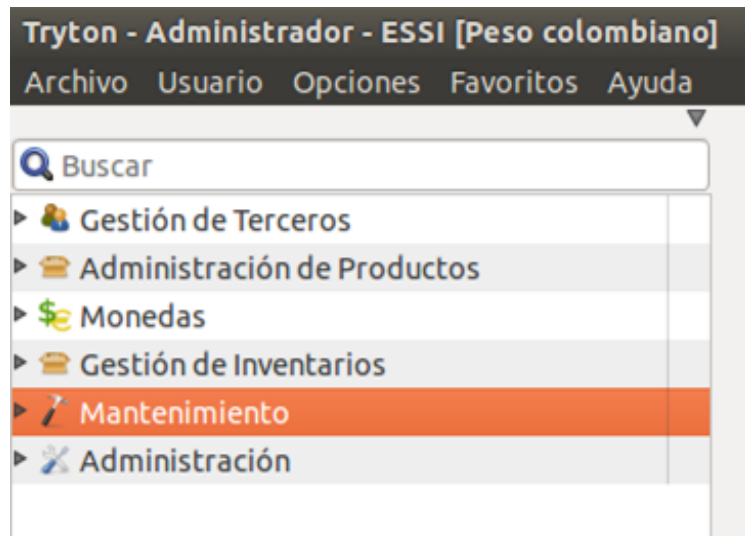 Tryton - Administrador - ESSI [Peso colombiano]
Archivo Usuario Opciones Favoritos Ayuda
Buscar
Gestión de Terceros
Administración de Productos
Monedas
Gestión de Inventarios
Mantenimiento
Administración